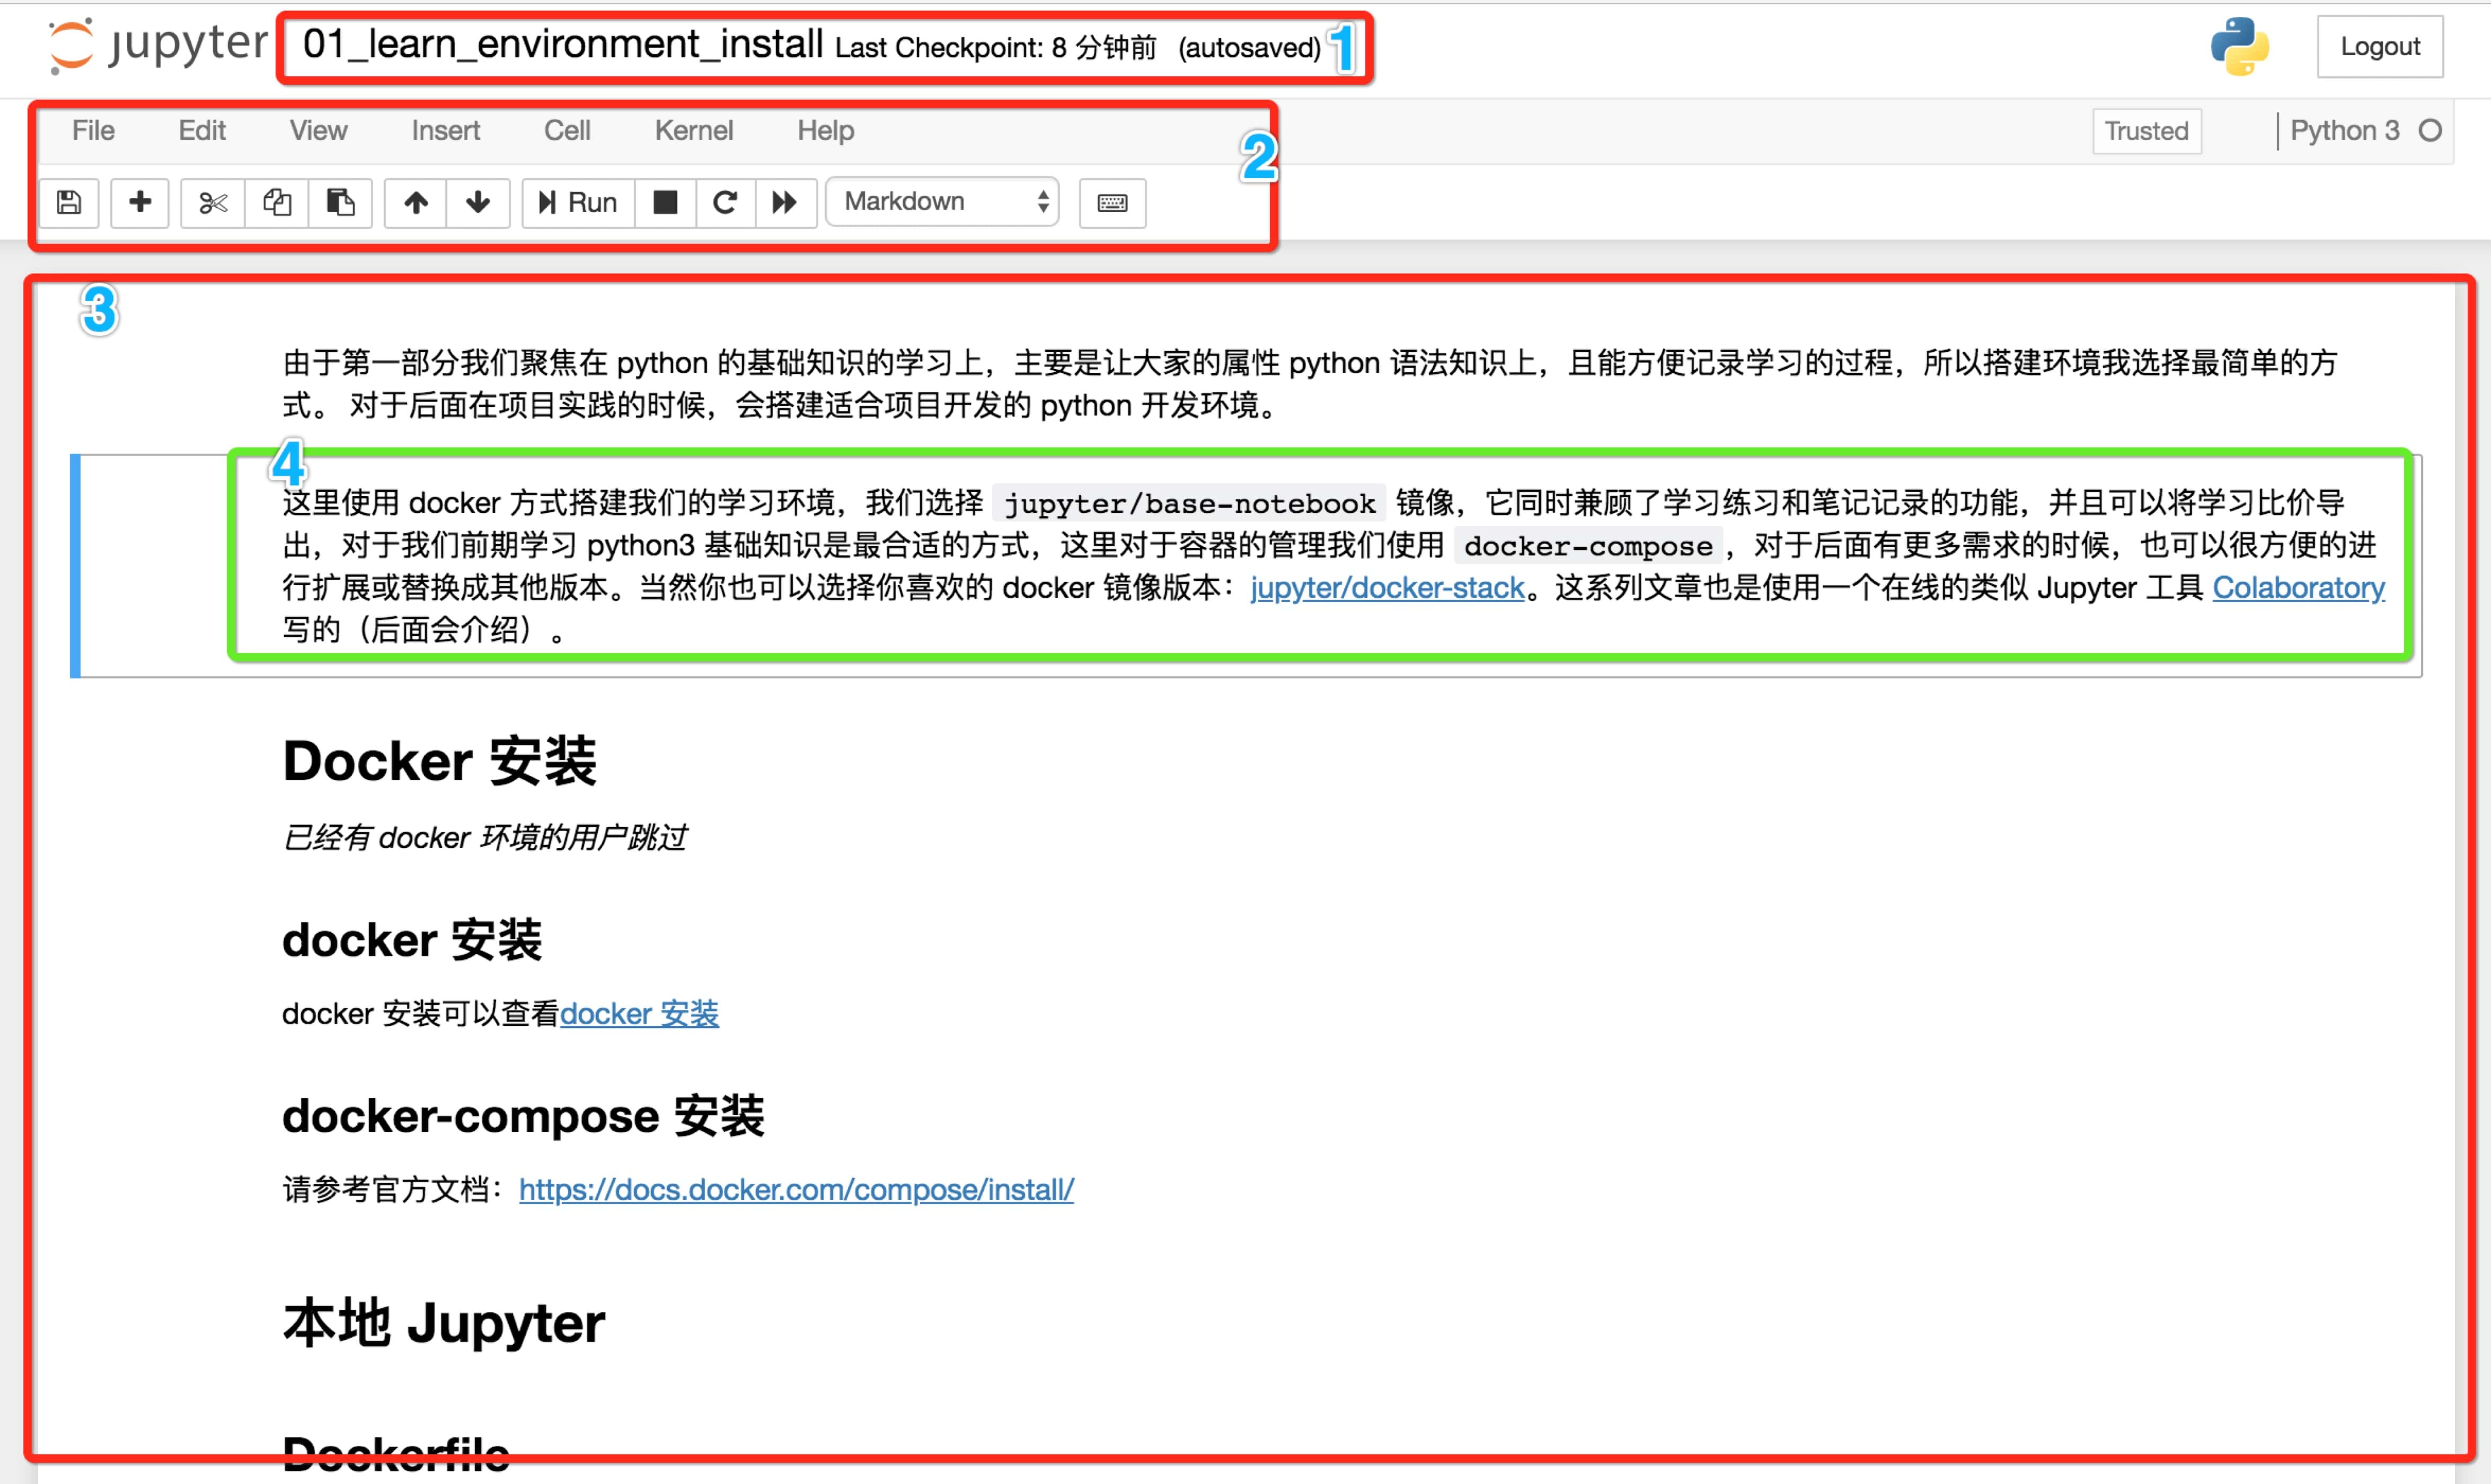 jupyter 01_learn_environment_install Last Checkpoint: 8 分钟前 (autosaved) 1 Logout
File Edit View Insert Cell Kernel Help 2 Trusted Python 3
Run Markdown
3
由于第一部分我们聚焦在 python 的基础知识的学习上，主要是让大家的属性 python 语法知识上，且能方便记录学习的过程，所以搭建环境我选择最简单的方
式。 对于后面在项目实践的时候，会搭建适合项目开发的 python 开发环境。
4
这里使用 docker 方式搭建我们的学习环境，我们选择 jupyter/base-notebook 镜像，它同时兼顾了学习练习和笔记记录的功能，并且可以将学习比价导
出，对于我们前期学习 python3 基础知识是最合适的方式，这里对于容器的管理我们使用 docker-compose ，对于后面有更多需求的时候，也可以很方便的进
行扩展或替换成其他版本。当然你也可以选择你喜欢的 docker 镜像版本：jupyter/docker-stack。这系列文章也是使用一个在线的类似 Jupyter 工具 Colaboratory
写的（后面会介绍）。
Docker 安装
已经有 docker 环境的用户跳过
docker 安装
docker 安装可以查看docker 安装
docker-compose 安装
请参考官方文档：https://docs.docker.com/compose/install/
本地 Jupyter
Dockerfile